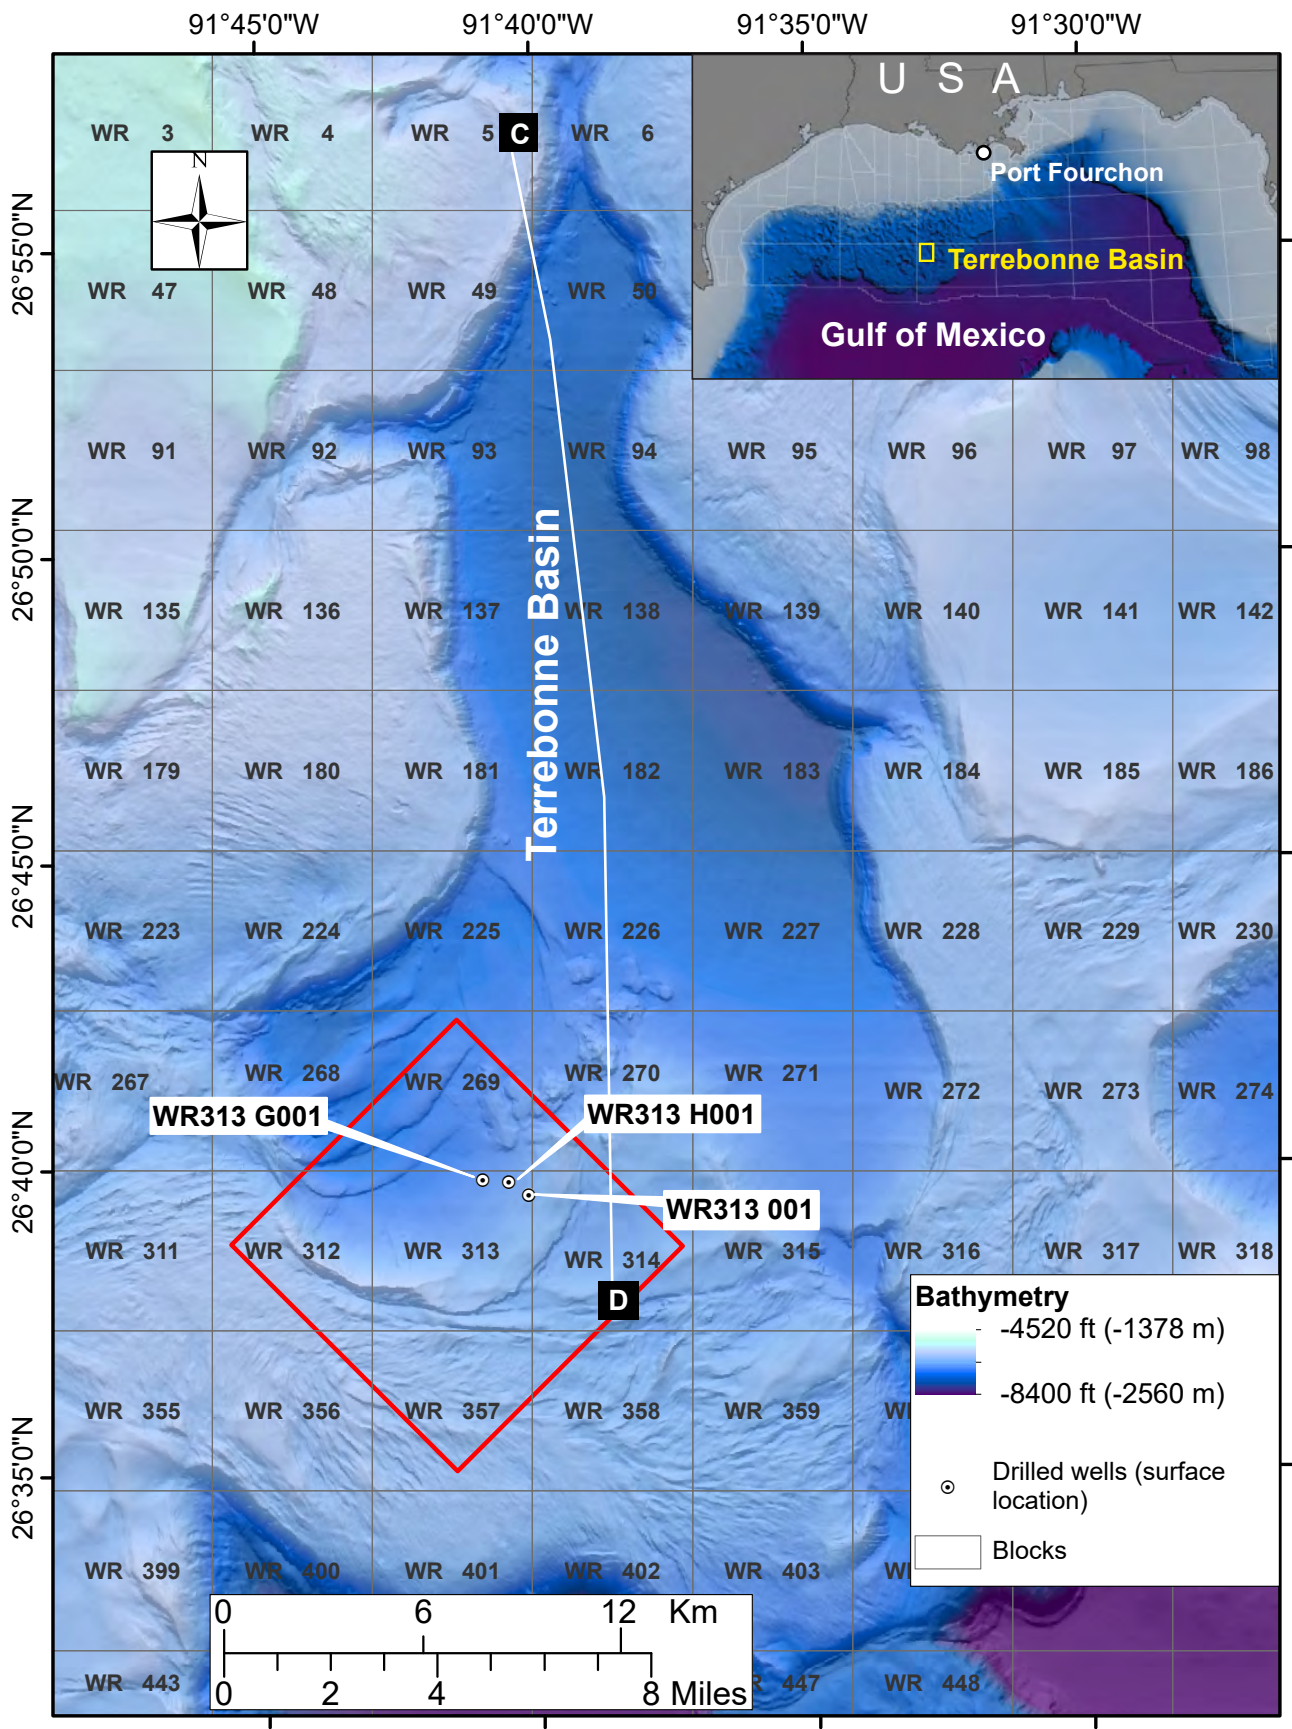 91°45'0"W 91°40'0"W 91°35'0"W 91°30'0"W
U S A
Port Fourchon
Terrebonne Basin
Gulf of Mexico
WR 3 WR 4 WR 5 C WR 6
N
26°55'0"N
WR 47 WR 48 WR 49 WR 50
WR 91 WR 92 WR 93 WR 94 WR 95 WR 96 WR 97 WR 98
26°50'0"N
Terrebonne Basin
WR 135 WR 136 WR 137 WR 138 WR 139 WR 140 WR 141 WR 142
WR 179 WR 180 WR 181 WR 182 WR 183 WR 184 WR 185 WR 186
26°45'0"N
WR 223 WR 224 WR 225 WR 226 WR 227 WR 228 WR 229 WR 230
WR 267 WR 268 WR 269 WR 270 WR 271 WR 272 WR 273 WR 274
WR313 G001
WR313 H001
26°40'0"N
WR313 001
WR 311 WR 312 WR 313 WR 314 WR 315 WR 316 WR 317 WR 318
D
Bathymetry
-4520 ft (-1378 m)
-8400 ft (-2560 m)
WR 355 WR 356 WR 357 WR 358 WR 359
26°35'0"N
Drilled wells (surface
location)
Blocks
WR 399 WR 400 WR 401 WR 402 WR 403
0 6 12 Km
0 2 4 8 Miles
WR 443 447 WR 448